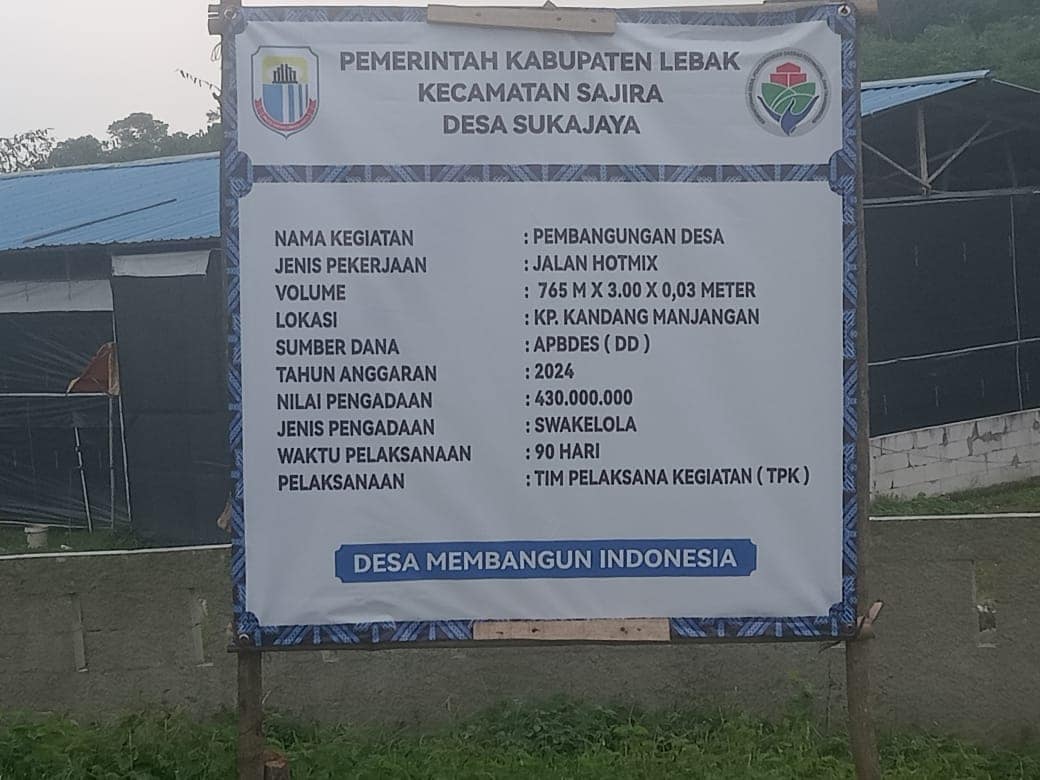 PEMERINTAH KABUPATEN LEBAK
KECAMATAN SAJIRA
DESA SUKAJAYA
NAMA KEGIATAN : PEMBANGUNGAN DESA
JENIS PEKERJAAN : JALAN HOTMIX
VOLUME : 765 M X 3.00 X 0,03 METER
LOKASI : KP. KANDANG MANJANGAN
SUMBER DANA : APBDES ( DD )
TAHUN ANGGARAN : 2024
NILAI PENGADAAN : 430.000.000
JENIS PENGADAAN : SWAKELOLA
WAKTU PELAKSANAAN : 90 HARI
PELAKSANAAN : TIM PELAKSANA KEGIATAN ( TPK )
DESA MEMBANGUN INDONESIA